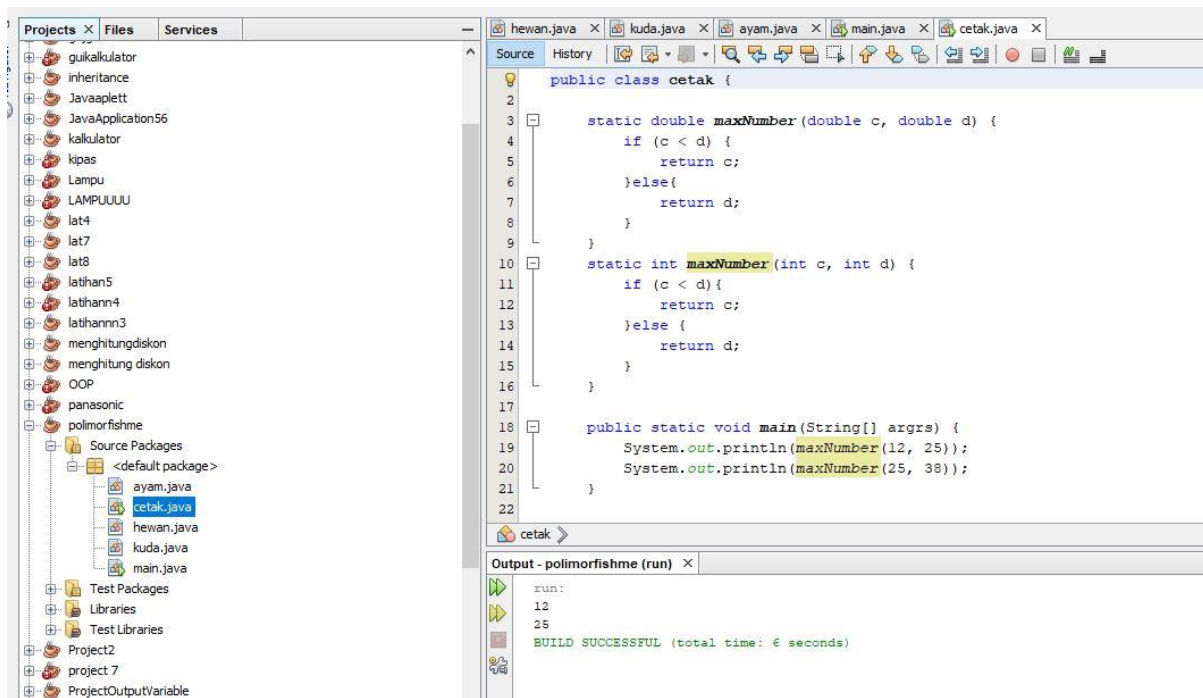 Projects Files Services
guikalkulator
inheritance
Javaaplett
JavaApplication56
kalkulator
kipas
Lampu
LAMPUUUU
lat4
lat7
lat8
latihan5
latihann4
latihannn3
menghitungdiskon
menghitung diskon
OOP
panasonic
polimorfishme
Source Packages
<default package>
ayam.java
cetak.java
hewan.java
kuda.java
main.java
Test Packages
Libraries
Test Libraries
Project2
project 7
ProjectOutputVariable
hewan.java kuda.java ayam.java main.java cetak.java
Source History
public class cetak {
2
3 static double maxNumber(double c, double d) {
4 if (c < d) {
5 return c;
6 }else{
7 return d;
8 }
9 }
10 static int maxNumber(int c, int d) {
11 if (c < d){
12 return c;
13 }else {
14 return d;
15 }
16 }
17
18 public static void main(String[] argrs) {
19 System.out.println(maxNumber(12, 25));
20 System.out.println(maxNumber(25, 38));
21 }
22
cetak
Output - polimorfishme (run)
run:
12
25
BUILD SUCCESSFUL (total time: 6 seconds)